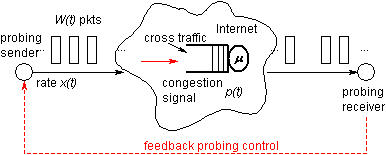 W(t) pkts
probing
sender
...
...
cross traffic
Internet
μ
...
...
rate x(t)
congestion
signal
p(t)
probing
receiver
feedback probing control